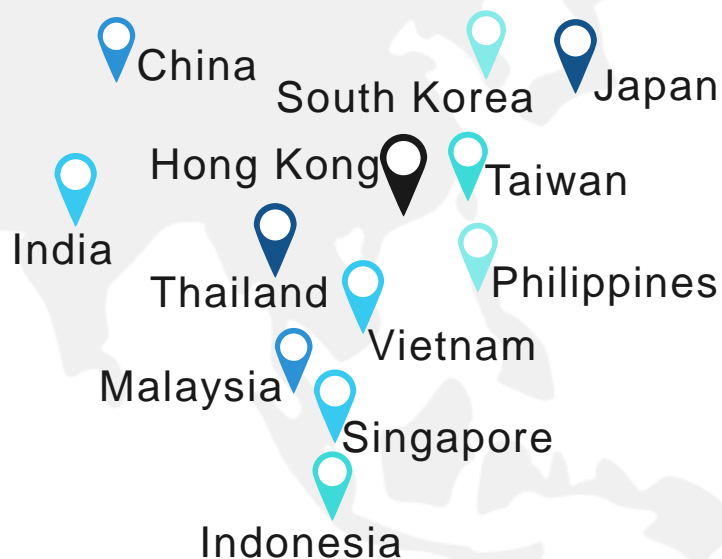 China
South Korea
Japan
Hong Kong
Taiwan
India
Thailand
Philippines
Vietnam
Malaysia
Singapore
Indonesia